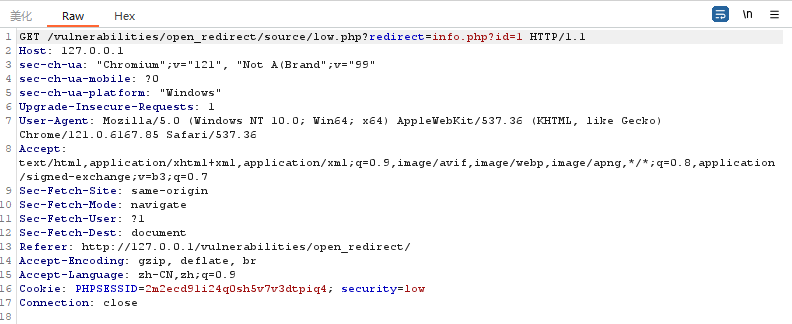 美化 Raw Hex \n
1 GET /vulnerabilities/open_redirect/source/low.php?redirect=info.php?id=1 HTTP/1.1
2 Host: 127.0.0.1
3 sec-ch-ua: "Chromium";v="121", "Not A(Brand";v="99"
4 sec-ch-ua-mobile: ?0
5 sec-ch-ua-platform: "Windows"
6 Upgrade-Insecure-Requests: 1
7 User-Agent: Mozilla/5.0 (Windows NT 10.0; Win64; x64) AppleWebKit/537.36 (KHTML, like Gecko)
Chrome/121.0.6167.85 Safari/537.36
8 Accept:
text/html,application/xhtml+xml,application/xml;q=0.9,image/avif,image/webp,image/apng,*/*;q=0.8,application
/signed-exchange;v=b3;q=0.7
9 Sec-Fetch-Site: same-origin
10 Sec-Fetch-Mode: navigate
11 Sec-Fetch-User: ?1
12 Sec-Fetch-Dest: document
13 Referer: http://127.0.0.1/vulnerabilities/open_redirect/
14 Accept-Encoding: gzip, deflate, br
15 Accept-Language: zh-CN,zh;q=0.9
16 Cookie: PHPSESSID=2m2ecd9li24q0sh5v7v3dtpiq4; security=low
17 Connection: close
18